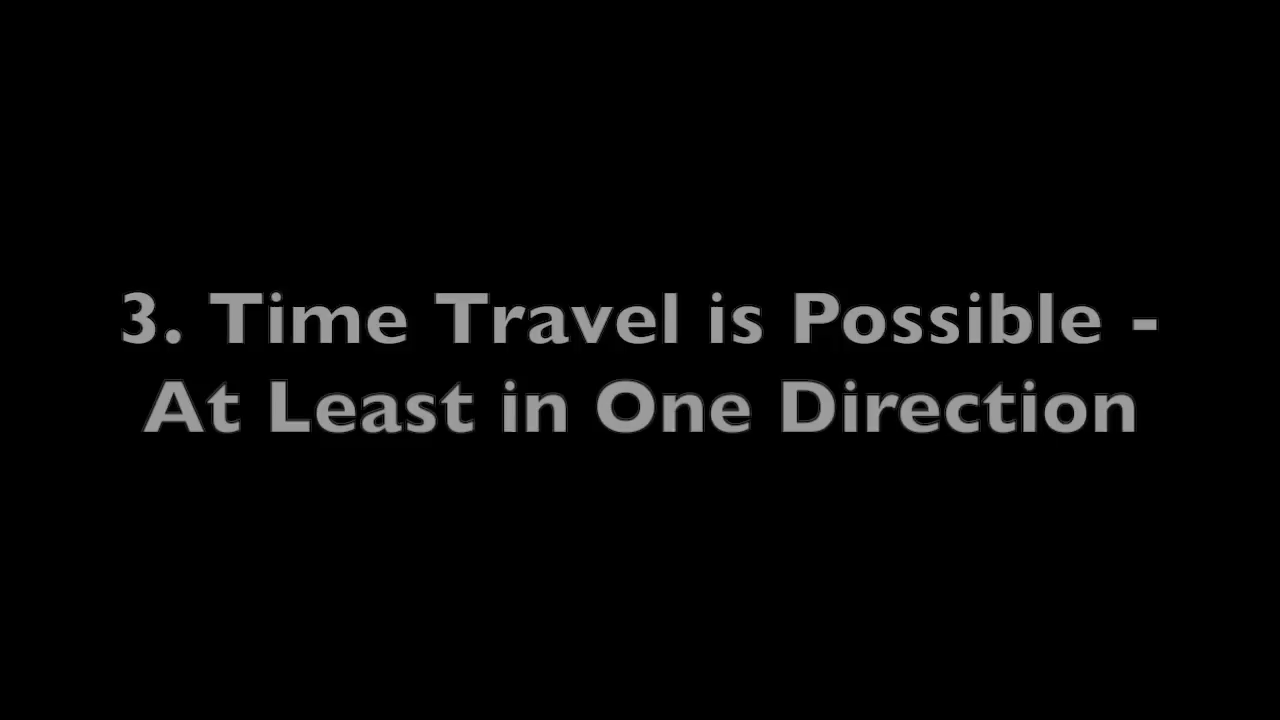 3. Time Travel is Possible -
At Least in One Direction